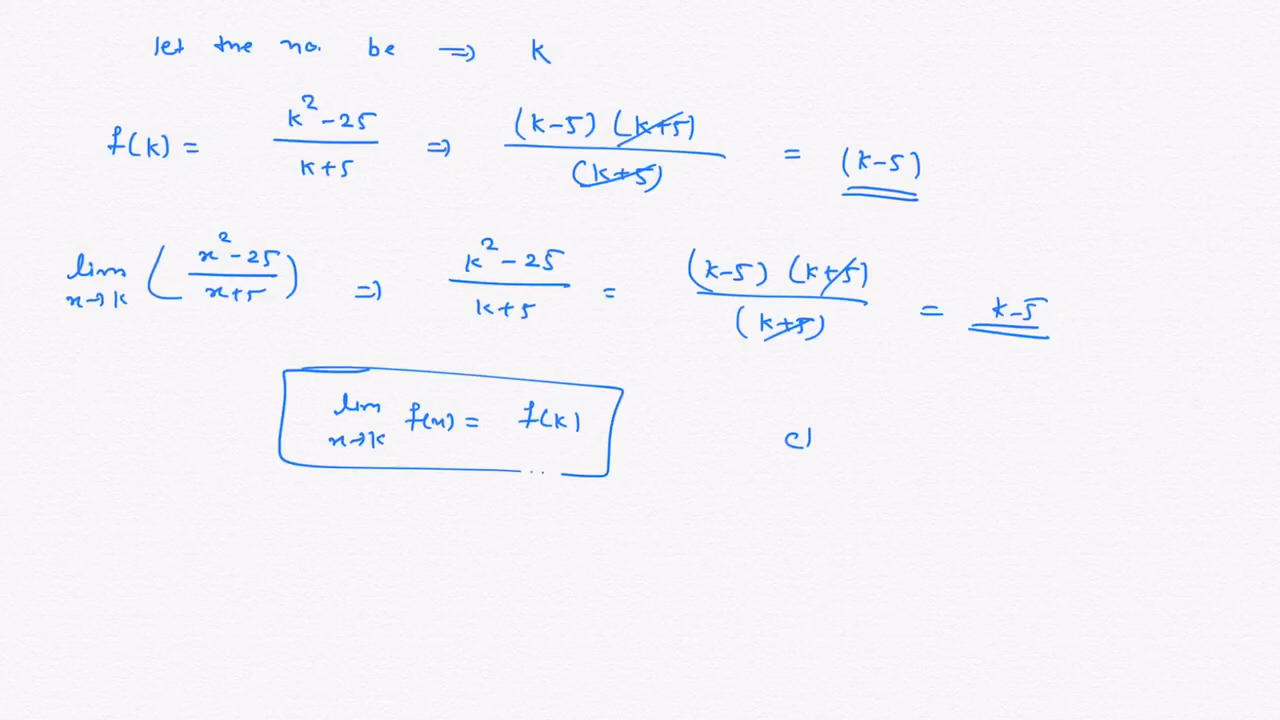 let the no. be ⇒ k
f(k) = k²-25 / k+5 ⇒ (k-5) (k+5) / (k+5) = (k-5)
lim x→k (x²-25 / x+5) ⇒ k²-25 / k+5 = (k-5) (k+5) / (k+5) = k-5
lim x→k f(x) = f(k)